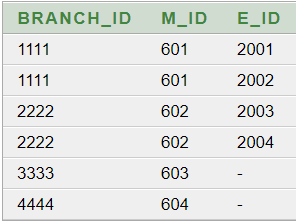 BRANCH_ID M_ID E_ID
1111 601 2001
1111 601 2002
2222 602 2003
2222 602 2004
3333 603 -
4444 604 -